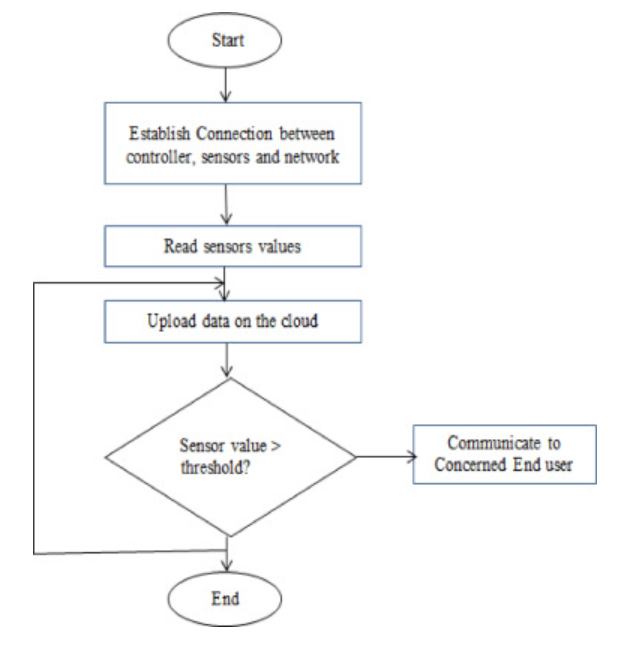 Start
Establish Connection between
controller, sensors and network
Read sensors values
Upload data on the cloud
Sensor value >
threshold?
Communicate to
Concerned End user
End